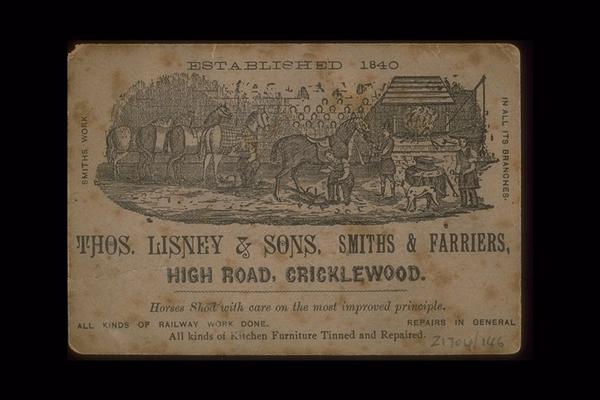 ESTABLISHED 1840
SMITHS, WORK
IN ALL ITS BRANCHES.
THOS. LISNEY & SONS, SMITHS & FARRIERS,
HIGH ROAD, CRICKLEWOOD.
Horses Shod with care on the most improved principle.
ALL KINDS OF RAILWAY WORK DONE. REPAIRS IN GENERAL
All kinds of Kitchen Furniture Tinned and Repaired.
21704/146